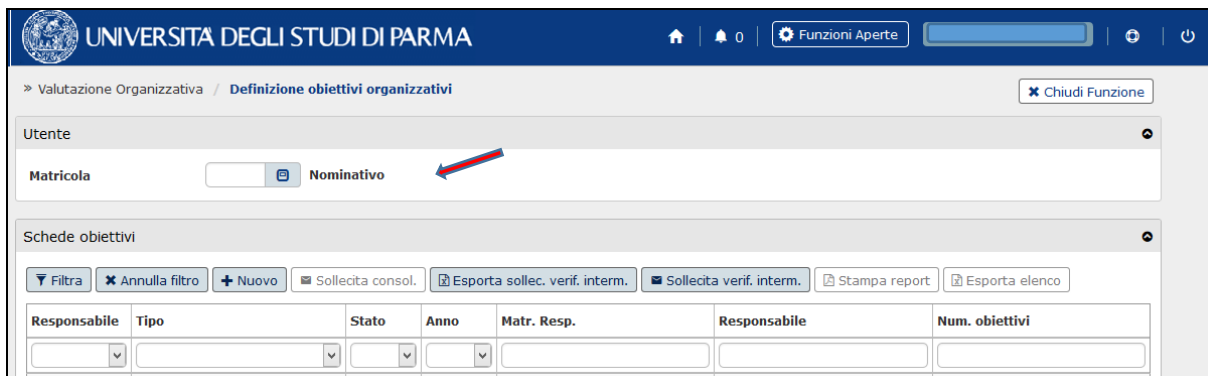 UNIVERSITA' DEGLI STUDI DI PARMA 0 Funzioni Aperte
» Valutazione Organizzativa / Definizione obiettivi organizzativi Chiudi Funzione
Utente
Matricola Nominativo
Schede obiettivi
Filtra Annulla filtro Nuovo Sollecita consol. Esporta sollec. verif. interm. Sollecita verif. interm. Stampa report Esporta elenco
Responsabile Tipo Stato Anno Matr. Resp. Responsabile Num. obiettivi